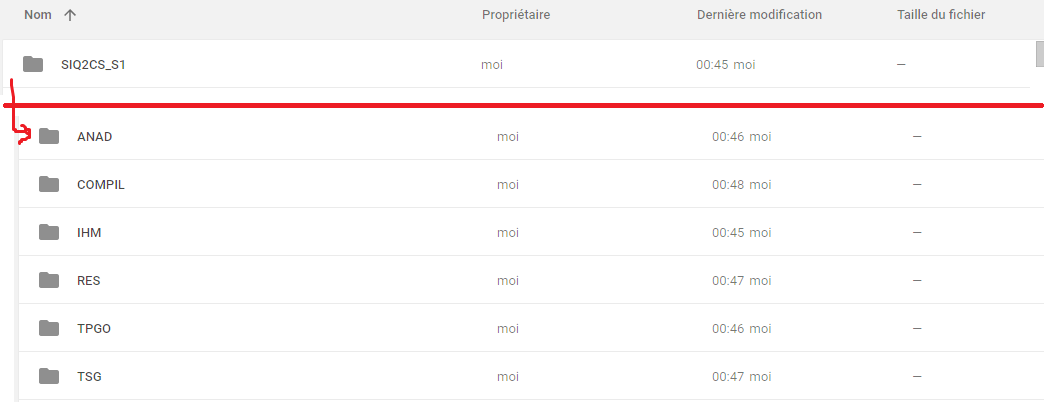 Nom Propriétaire Dernière modification Taille du fichier
SIQ2CS_S1 moi 00:45 moi —
ANAD moi 00:46 moi —
COMPIL moi 00:48 moi —
IHM moi 00:45 moi —
RES moi 00:47 moi —
TPGO moi 00:46 moi —
TSG moi 00:47 moi —